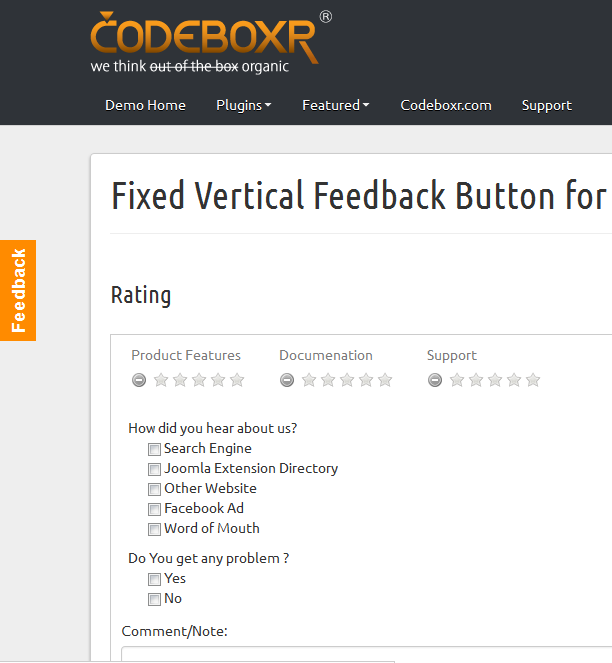 CODEBOXR®
we think out of the box organic
Demo Home Plugins Featured Codeboxr.com Support
Fixed Vertical Feedback Button for
Feedback
Rating
Product Features Documenation Support
How did you hear about us?
Search Engine
Joomla Extension Directory
Other Website
Facebook Ad
Word of Mouth
Do You get any problem ?
Yes
No
Comment/Note: